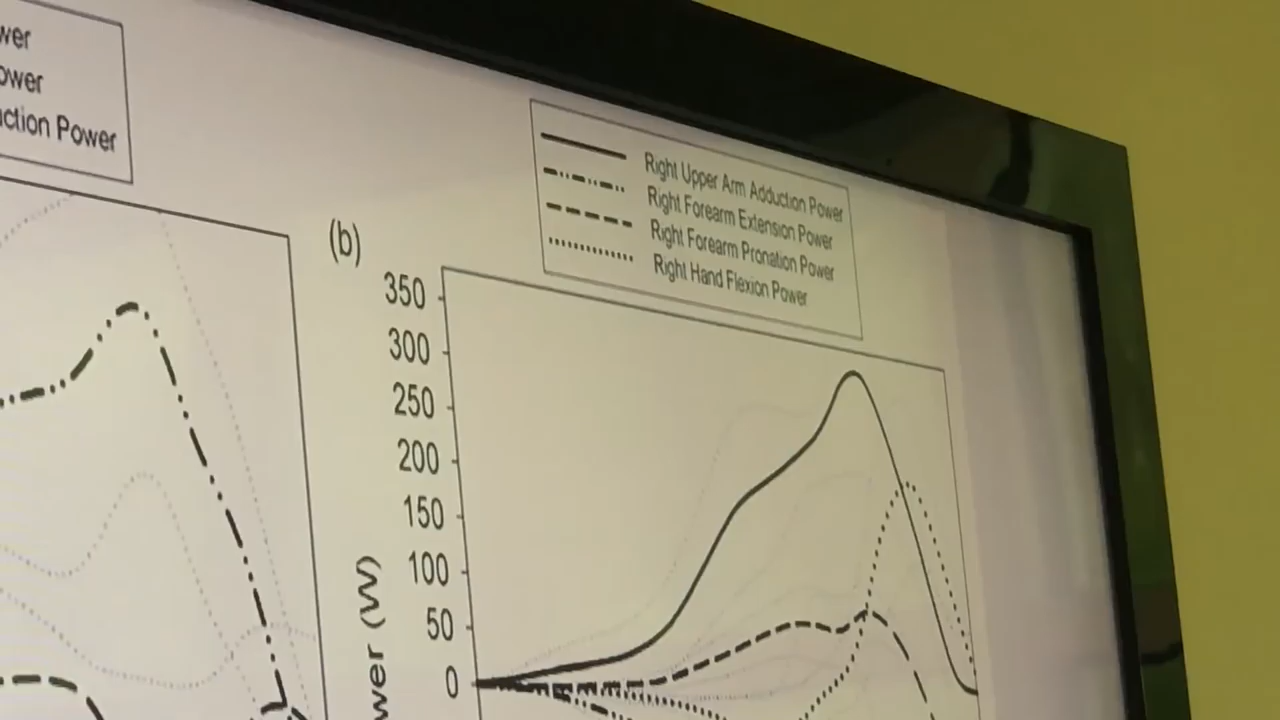 wer
ower
uction Power
(b)
Right Upper Arm Adduction Power
Right Forearm Extension Power
Right Forearm Pronation Power
Right Hand Flexion Power
350
300
250
200
150
100
50
0
ower (W)